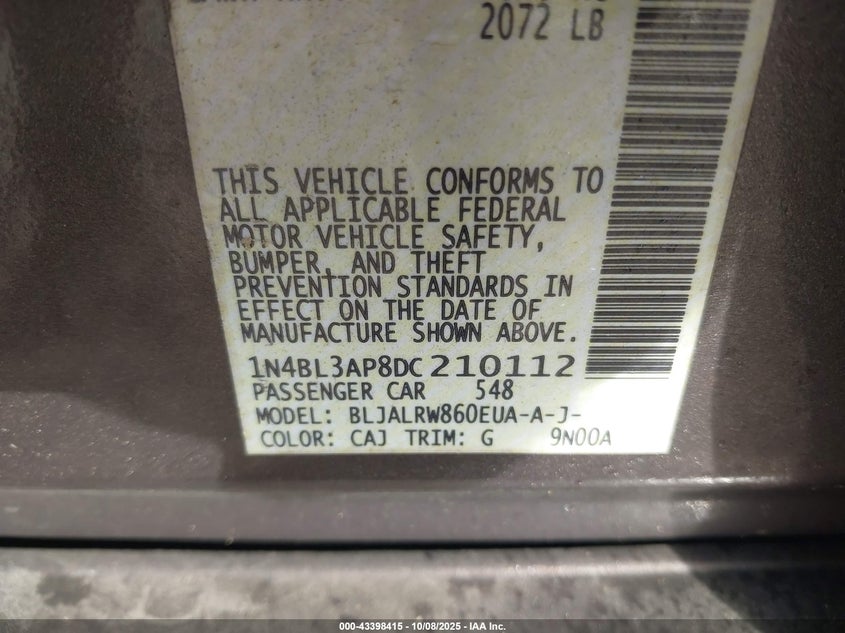 2072 LB
THIS VEHICLE CONFORMS TO
ALL APPLICABLE FEDERAL
MOTOR VEHICLE SAFETY,
BUMPER, AND THEFT
PREVENTION STANDARDS IN
EFFECT ON THE DATE OF
MANUFACTURE SHOWN ABOVE.
1N4BL3AP8DC210112
PASSENGER CAR 548
MODEL: BLJALRW860EUA-A-J-
COLOR: CAJ TRIM: G 9N00A
000-43398415 - 10/08/2025 - IAA Inc.